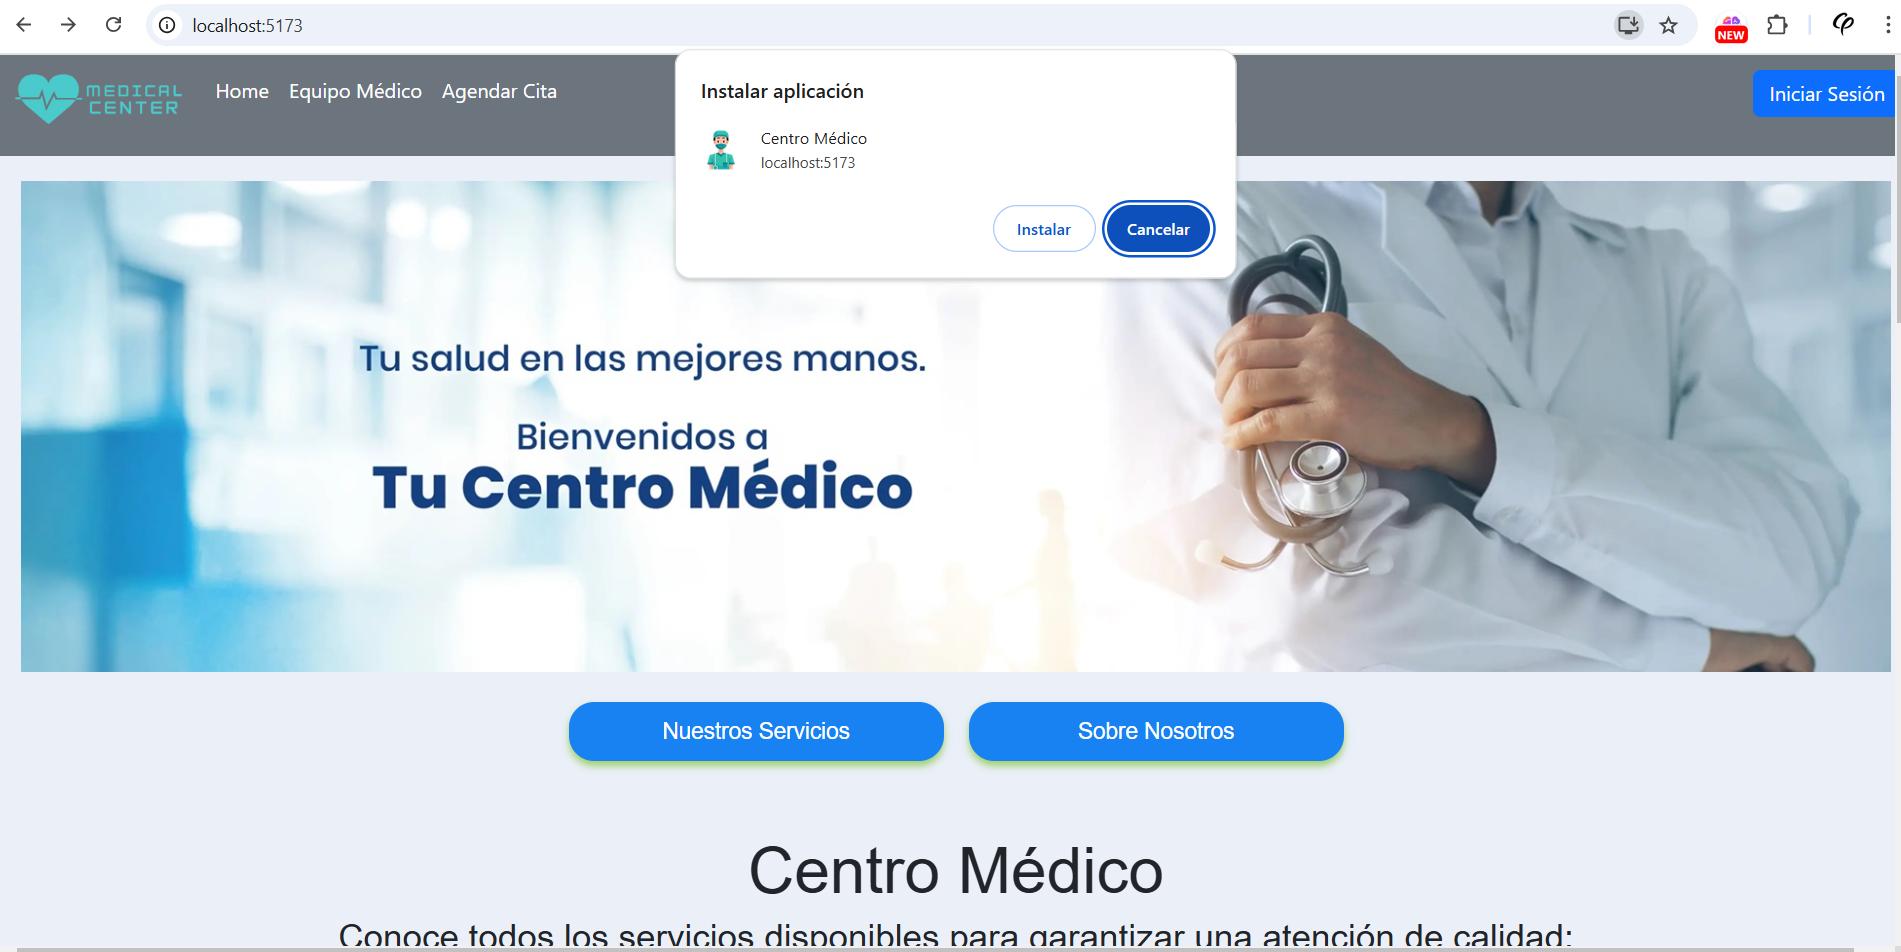 localhost:5173
NEW
MEDICAL
CENTER
Home
Equipo Médico
Agendar Cita
Iniciar Sesión
Instalar aplicación
Centro Médico
localhost:5173
Instalar
Cancelar
Tu salud en las mejores manos.
Bienvenidos a
Tu Centro Médico
Nuestros Servicios
Sobre Nosotros
Centro Médico
Conoce todos los servicios disponibles para garantizar una atención de calidad: